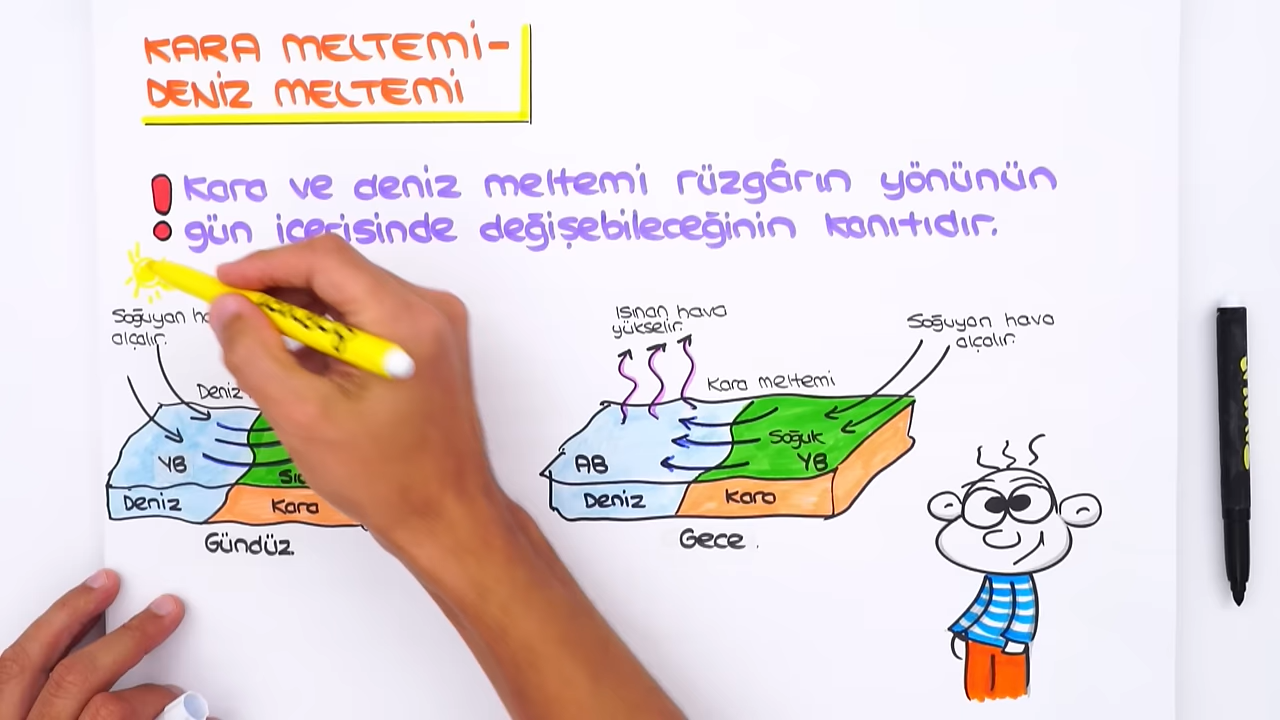 KARA MELTEMİ-
DENİZ MELTEMİ
! Kara ve deniz meltemi rüzgârın yönünün
gün içerisinde değişebileceğinin kanıtıdır.
Soğuyan
alçalır.
Deniz
YB
Deniz
Kara
Gündüz
Isınan hava
yükselir.
Soğuyan hava
alçalır.
Kara meltemi
Soğuk
AB
YB
Deniz
Kara
Gece